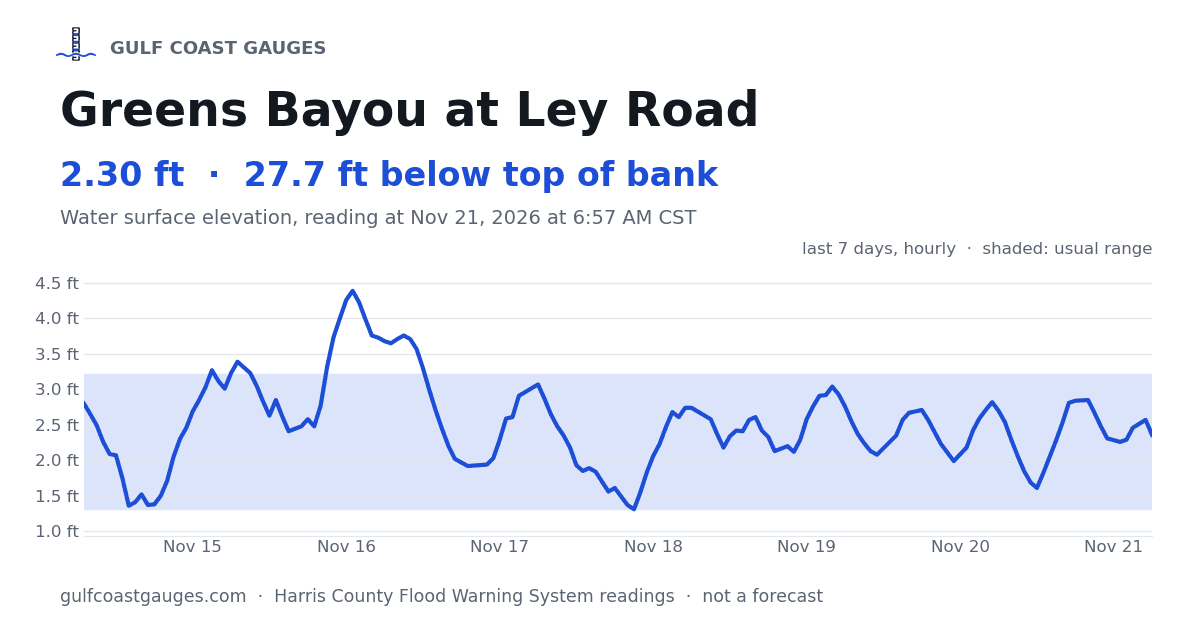 GULF COAST GAUGES
Greens Bayou at Ley Road
2.30 ft · 27.7 ft below top of bank
Water surface elevation, reading at Nov 21, 2026 at 6:57 AM CST
last 7 days, hourly · shaded: usual range
4.5 ft
4.0 ft
3.5 ft
3.0 ft
2.5 ft
2.0 ft
1.5 ft
1.0 ft
Nov 15 Nov 16 Nov 17 Nov 18 Nov 19 Nov 20 Nov 21
gulfcoastgauges.com · Harris County Flood Warning System readings · not a forecast